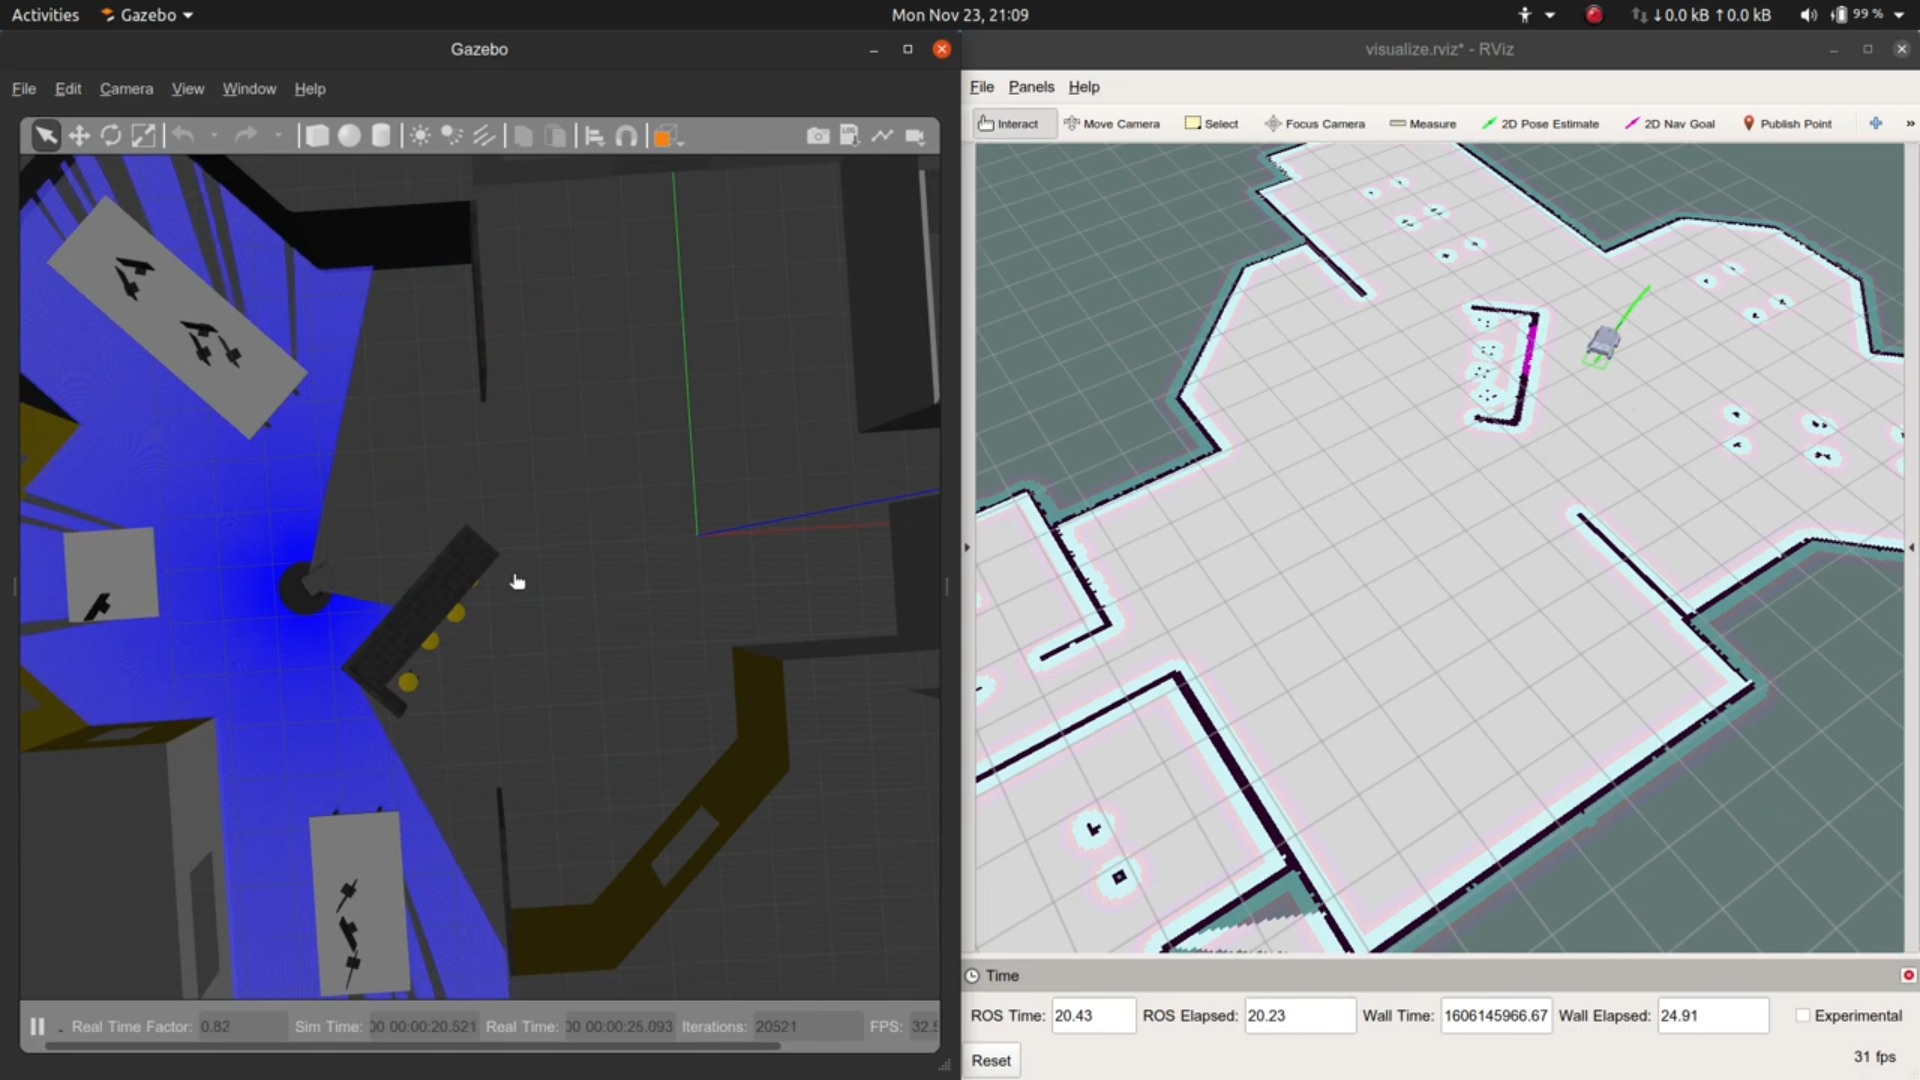 Activities Gazebo Mon Nov 23, 21:09 ↓0.0 kB ↑0.0 kB 99 %
Gazebo
File Edit Camera View Window Help
LOG
Real Time Factor: 0.82 Sim Time: 00 00:00:20.521 Real Time: 00 00:00:25.093 Iterations: 20521 FPS:
visualize.rviz* - RViz
File Panels Help
Interact Move Camera Select Focus Camera Measure 2D Pose Estimate 2D Nav Goal Publish Point »
Time
ROS Time: 20.43 ROS Elapsed: 20.23 Wall Time: 1606145966.67 Wall Elapsed: 24.91 Experimental
Reset 31 fps